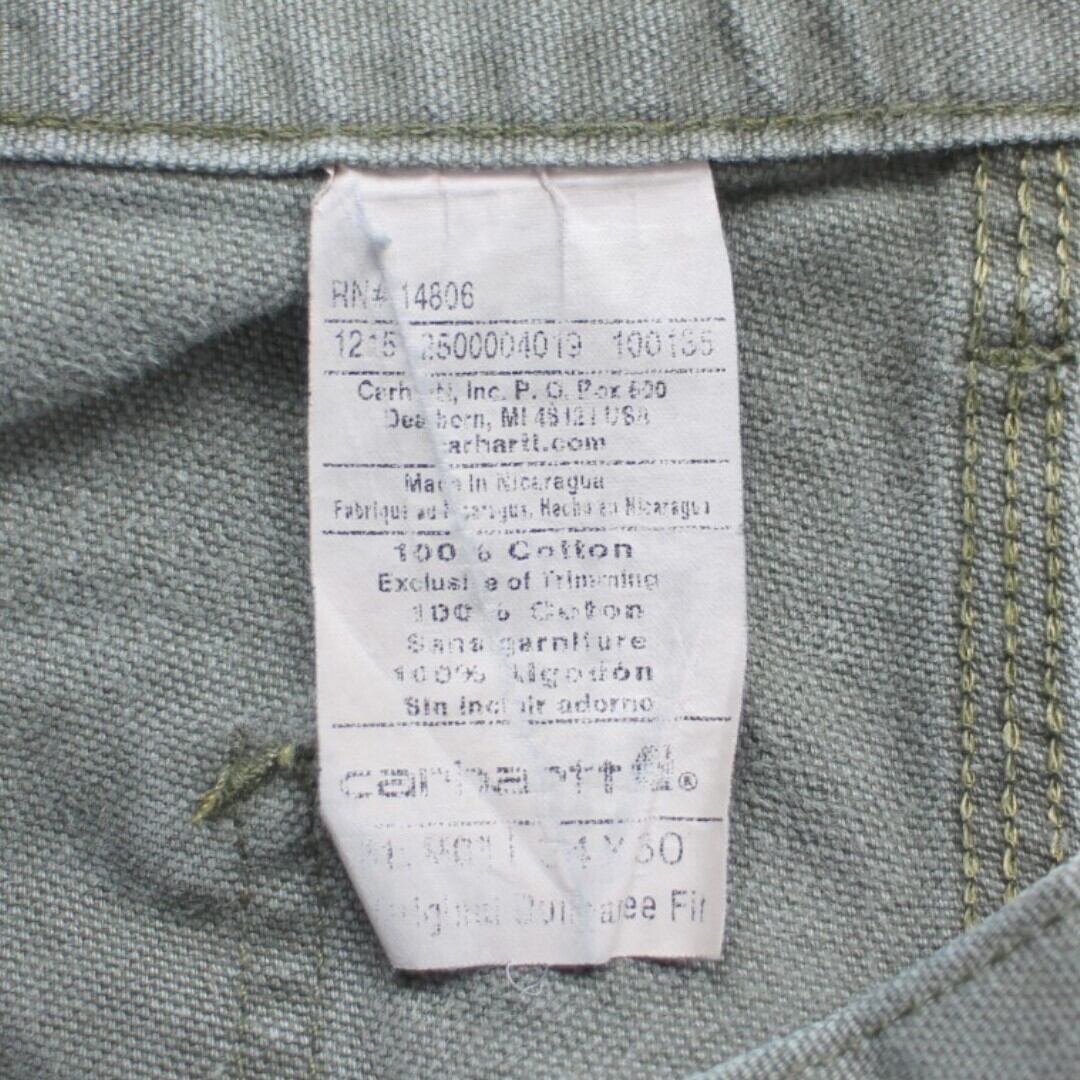 RN# 14806
1215 2500004019 100136
Carhartt, Inc. P. O. Box 600
Dearborn, MI 48121 USA
carhartt.com
Made In Nicaragua
Fabriqué au Nicaragua, Hecho en Nicaragua
100 % Cotton
Exclusive of Trimming
100 % Coton
Sans garniture
100% Algodón
Sin incluir adorno
carhartt ®
X30
Original Dungaree Fit